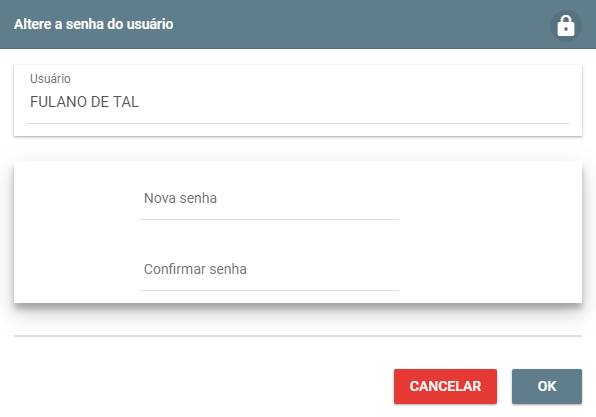 Altere a senha do usuário
Usuário
FULANO DE TAL
Nova senha
Confirmar senha
CANCELAR
OK